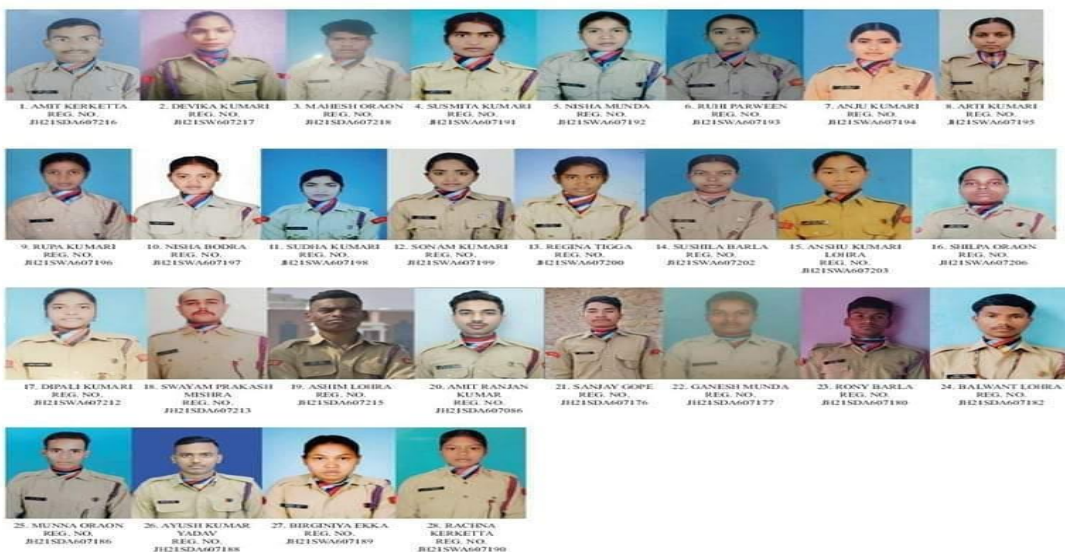 1. AMIT KERKETTA
REG. NO.
JH21SDA607216
2. DEVIKA KUMARI
REG. NO.
JH21SW607217
3. MAHESH ORAON
REG. NO.
JH21SDA607218
4. SUSMITA KUMARI
REG. NO.
JH21SWA607191
5. NISHA MUNDA
REG. NO.
JH21SWA607192
6. RUHI PARWEEN
REG. NO.
JH21SWA607193
7. ANJU KUMARI
REG. NO.
JH21SWA607194
8. ARTI KUMARI
REG. NO.
JH21SWA607195
9. RUPA KUMARI
REG. NO.
JH21SWA607196
10. NISHA BODRA
REG. NO.
JH21SWA607197
11. SUDHA KUMARI
REG. NO.
JH21SWA607198
12. SONAM KUMARI
REG. NO.
JH21SWA607199
13. REGINA TIGGA
REG. NO.
JH21SWA607200
14. SUSHILA BARLA
REG. NO.
JH21SWA607202
15. ANSHU KUMARI
LOHRA
REG. NO.
JH21SWA607203
16. SHILPA ORAON
REG. NO.
JH21SWA607206
17. DIPALI KUMARI
REG. NO.
JH21SWA607212
18. SWAYAM PRAKASH
MISHRA
REG. NO.
JH21SDA607213
19. ASHIM LOHRA
REG. NO.
JH21SDA607215
20. AMIT RANJAN
KUMAR
REG. NO.
JH21SDA607086
21. SANJAY GOPE
REG. NO.
JH21SDA607176
22. GANESH MUNDA
REG. NO.
JH21SDA607177
23. RONY BARLA
REG. NO.
JH21SDA607180
24. BALWANT LOHRA
REG. NO.
JH21SDA607182
25. MUNNA ORAON
REG. NO.
JH21SDA607186
26. AYUSH KUMAR
YADAV
REG. NO.
JH21SDA607188
27. BIRGINIYA EKKA
REG. NO.
JH21SWA607189
28. RACHNA
KERKETTA
REG. NO.
JH21SWA607190